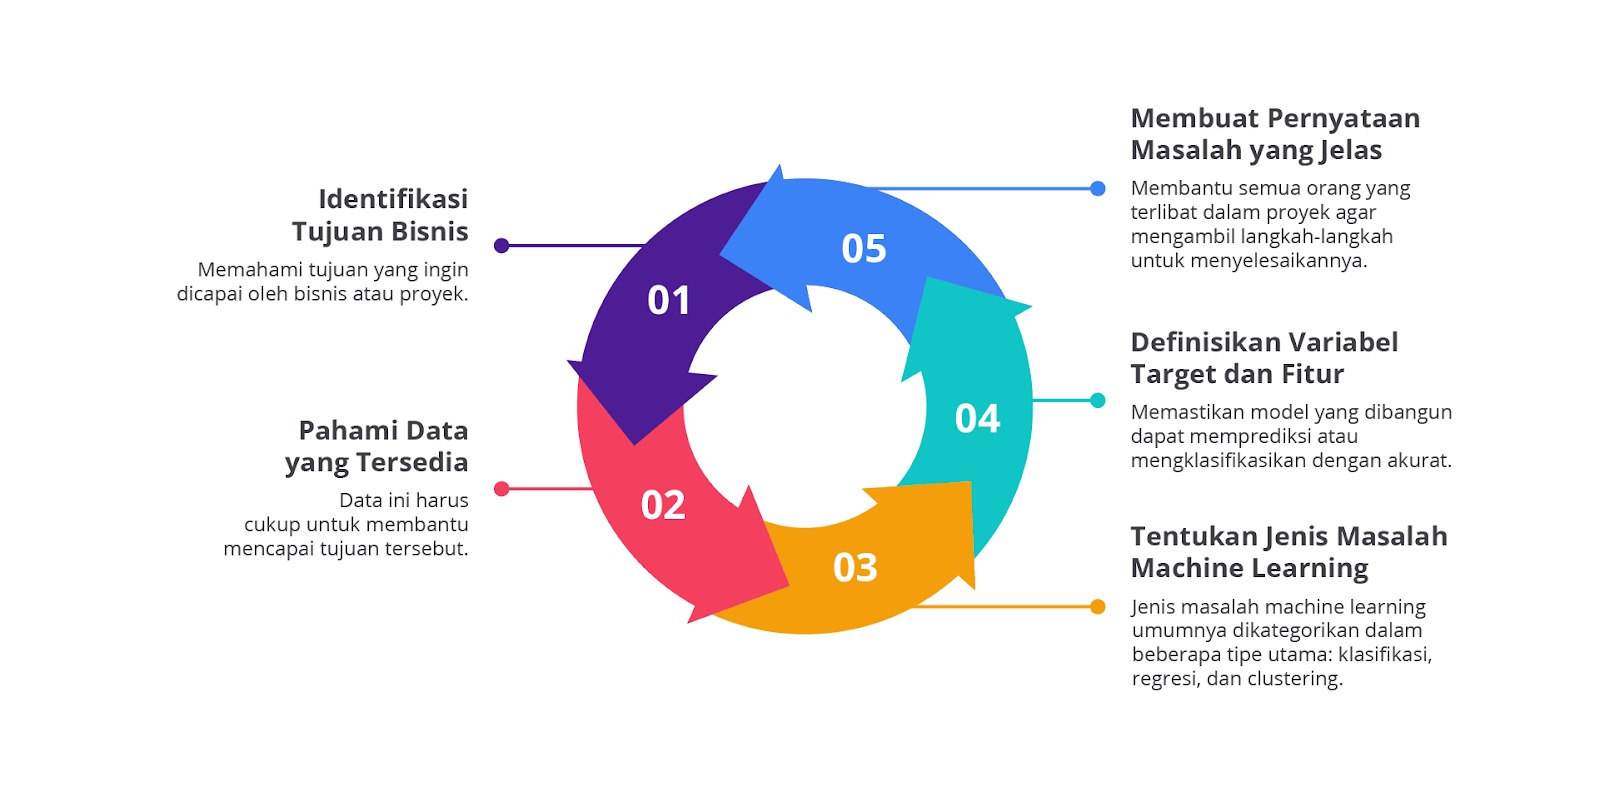 Identifikasi
Tujuan Bisnis
Memahami tujuan yang ingin
dicapai oleh bisnis atau proyek.
01
Pahami Data
yang Tersedia
Data ini harus
cukup untuk membantu
mencapai tujuan tersebut.
02
03
Tentukan Jenis Masalah
Machine Learning
Jenis masalah machine learning
umumnya dikategorikan dalam
beberapa tipe utama: klasifikasi,
regresi, dan clustering.
04
Definisikan Variabel
Target dan Fitur
Memastikan model yang dibangun
dapat memprediksi atau
mengklasifikasikan dengan akurat.
05
Membuat Pernyataan
Masalah yang Jelas
Membantu semua orang yang
terlibat dalam proyek agar
mengambil langkah-langkah
untuk menyelesaikannya.